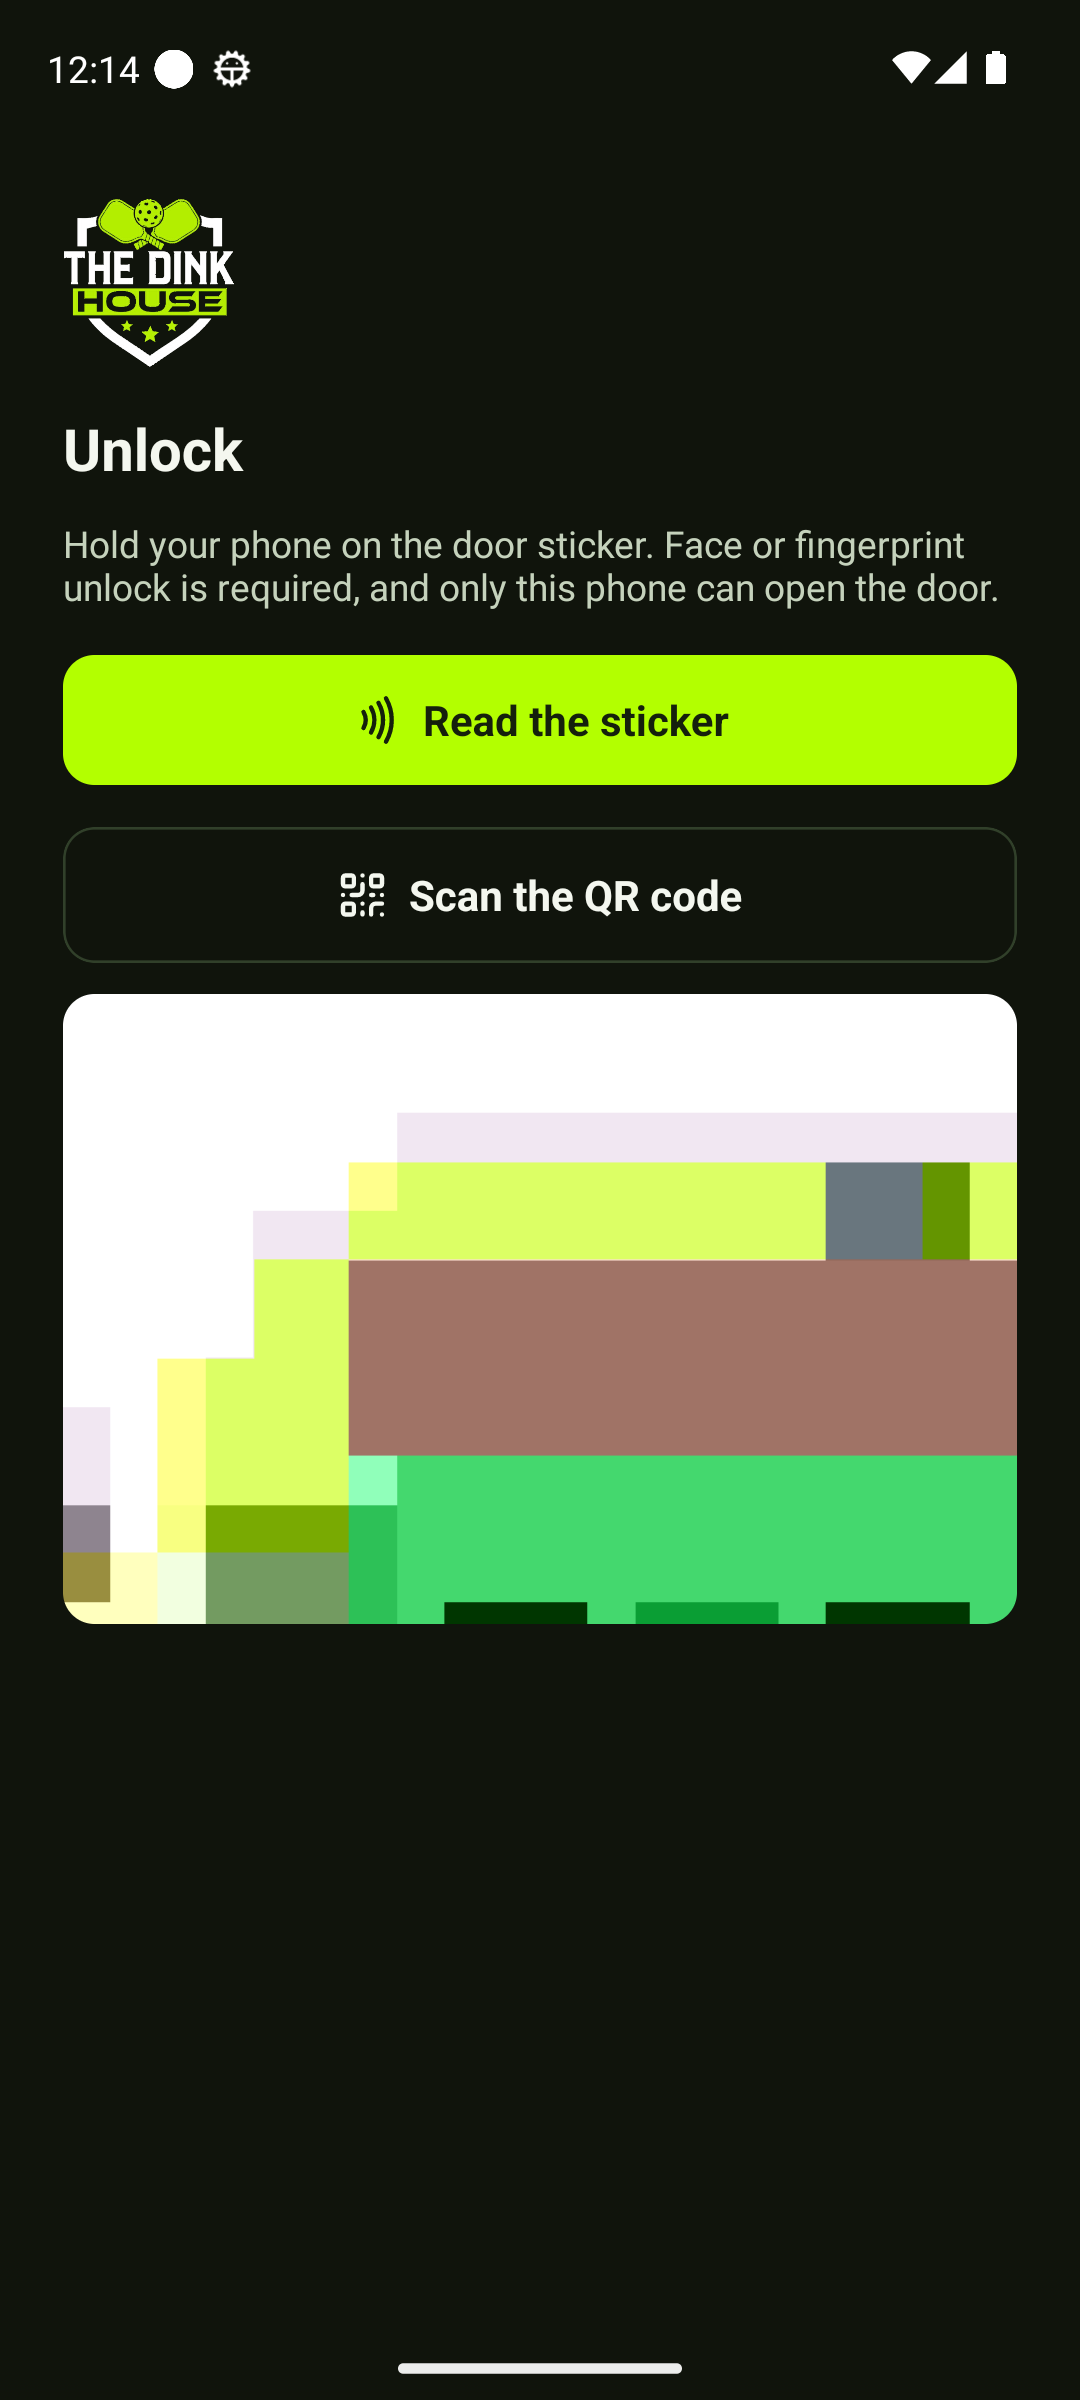 12:14
THE DINK
HOUSE
Unlock
Hold your phone on the door sticker. Face or fingerprint
unlock is required, and only this phone can open the door.
Read the sticker
Scan the QR code